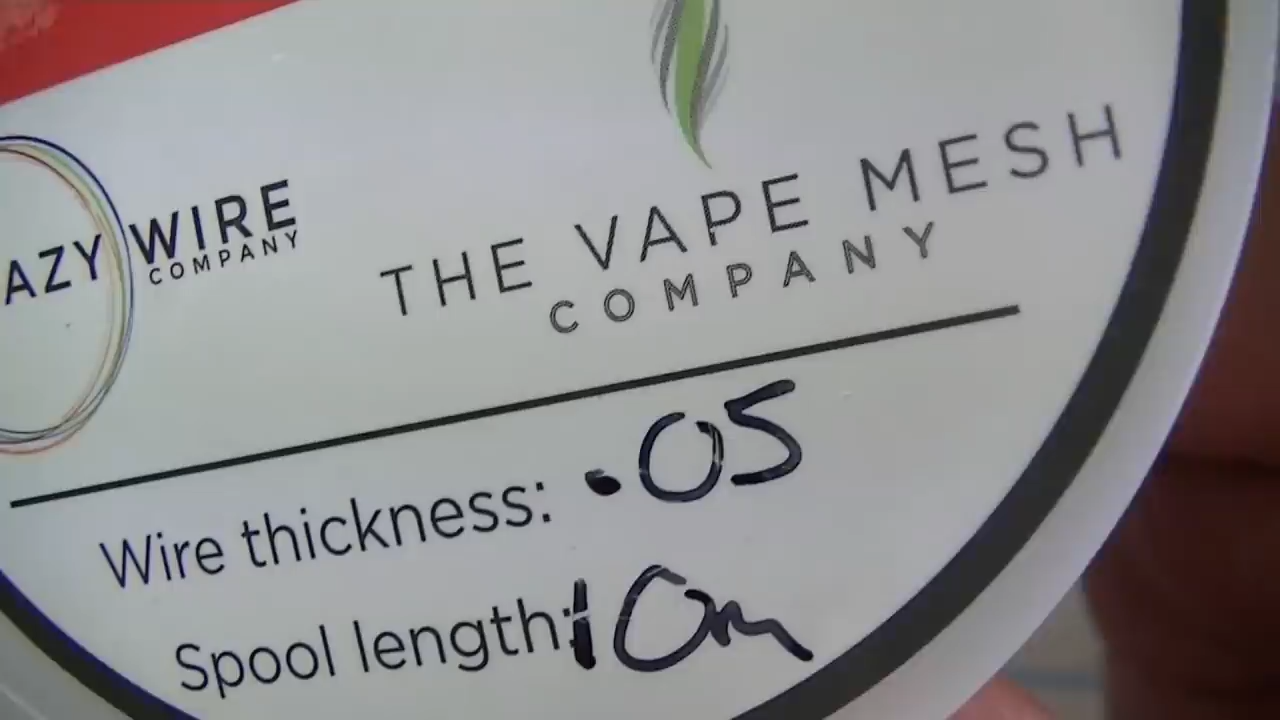 AZY WIRE
COMPANY
THE VAPE MESH
COMPANY
Wire thickness: .05
Spool length: 10m